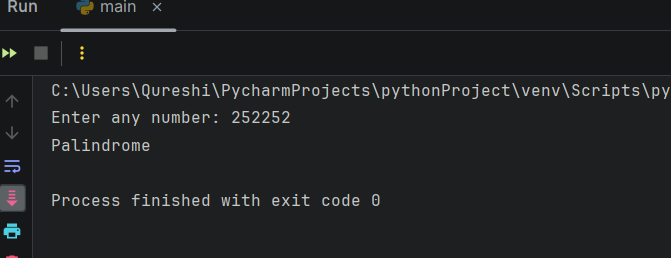 Run main ×
C:\Users\Qureshi\PycharmProjects\pythonProject\venv\Scripts\py
Enter any number: 252252
Palindrome
Process finished with exit code 0